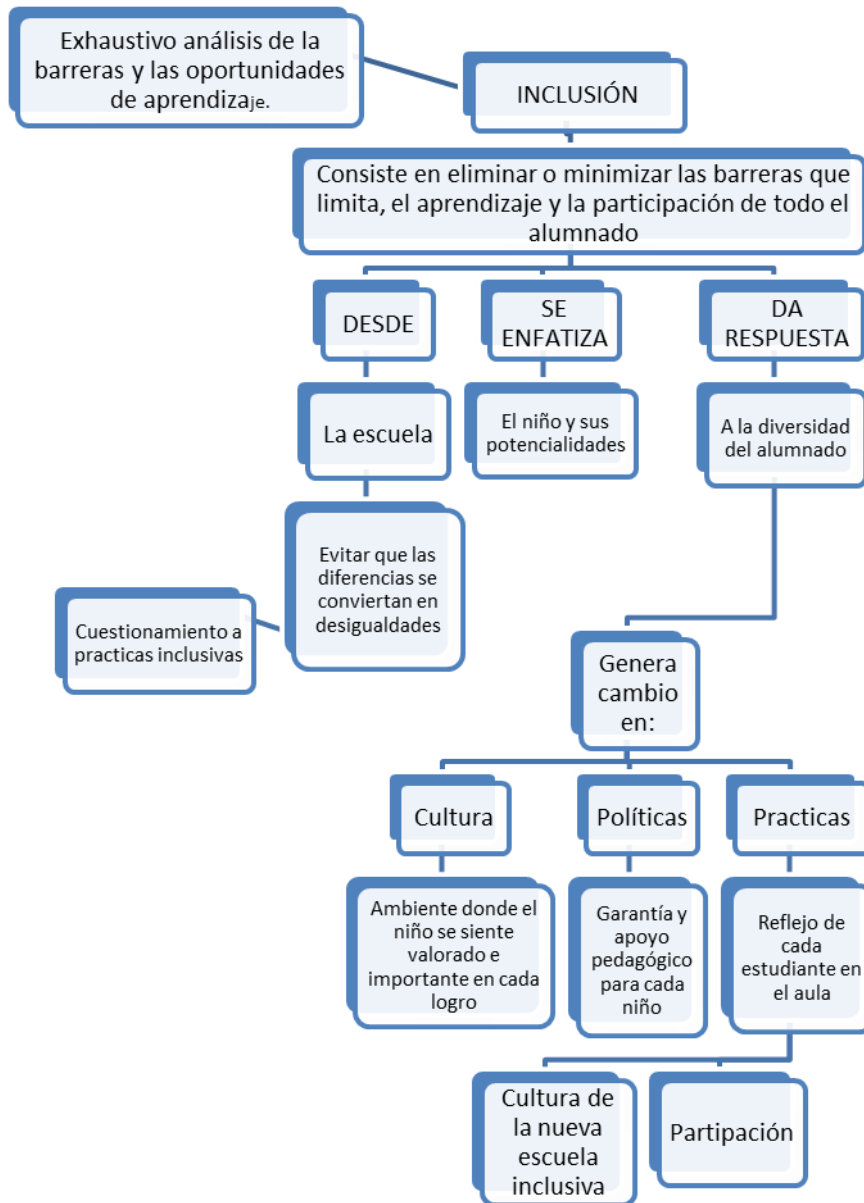 Exhaustivo análisis de la
barreras y las oportunidades
de aprendizaje.
INCLUSIÓN
Consiste en eliminar o minimizar las barreras que
limita, el aprendizaje y la participación de todo el
alumnado
DESDE
SE
ENFATIZA
DA
RESPUESTA
La escuela
El niño y sus
potencialidades
A la diversidad
del alumnado
Evitar que las
diferencias se
conviertan en
desigualdades
Cuestionamiento a
practicas inclusivas
Genera
cambio
en:
Cultura
Políticas
Practicas
Ambiente donde el
niño se siente
valorado e
importante en cada
logro
Garantía y
apoyo
pedagógico
para cada
niño
Reflejo de
cada
estudiante en
el aula
Cultura de
la nueva
escuela
inclusiva
Partipación